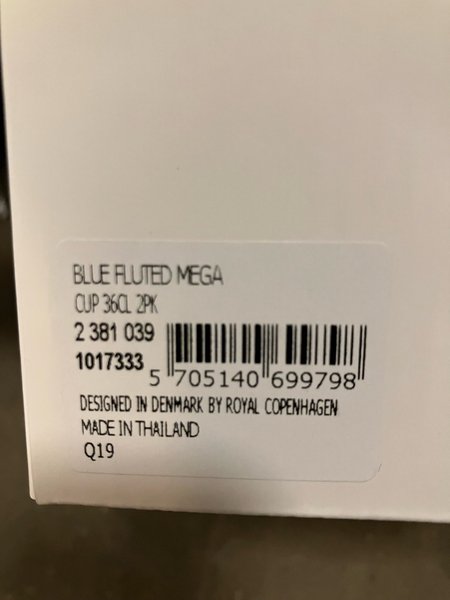 BLUE FLUTED MEGA
CUP 36CL 2PK
2 381 039
1017333
5 705140 699798
DESIGNED IN DENMARK BY ROYAL COPENHAGEN
MADE IN THAILAND
Q19